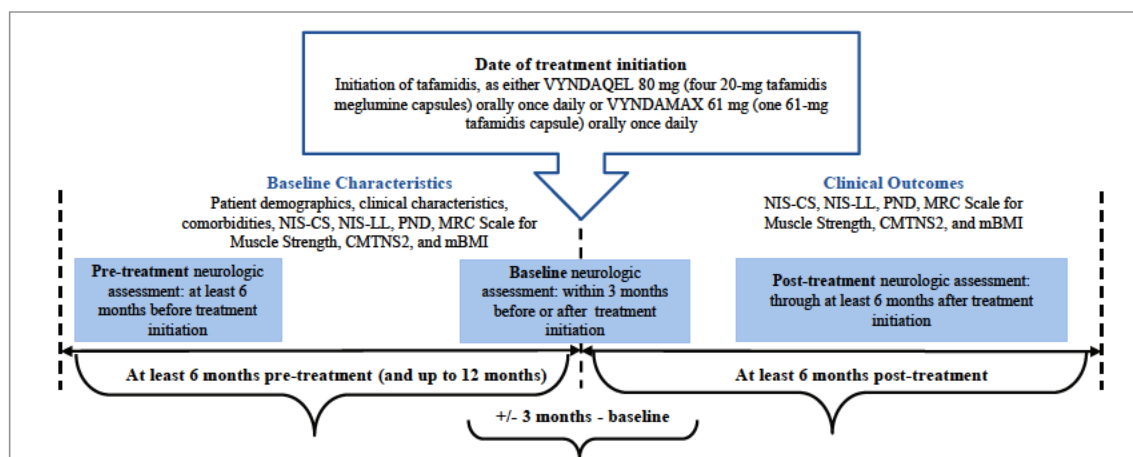 Date of treatment initiation
Initiation of tafamidis, as either VYNDAQEL 80 mg (four 20-mg tafamidis
meglumine capsules) orally once daily or VYNDAMAX 61 mg (one 61-mg
tafamidis capsule) orally once daily
Baseline Characteristics
Patient demographics, clinical characteristics,
comorbidities, NIS-CS, NIS-LL, PND, MRC Scale for
Muscle Strength, CMTNS2, and mBMI
Clinical Outcomes
NIS-CS, NIS-LL, PND, MRC Scale for
Muscle Strength, CMTNS2, and mBMI
Pre-treatment neurologic
assessment: at least 6
months before treatment
initiation
Baseline neurologic
assessment: within 3 months
before or after treatment
initiation
Post-treatment neurologic assessment:
through at least 6 months after treatment
initiation
At least 6 months pre-treatment (and up to 12 months)
At least 6 months post-treatment
+/- 3 months - baseline